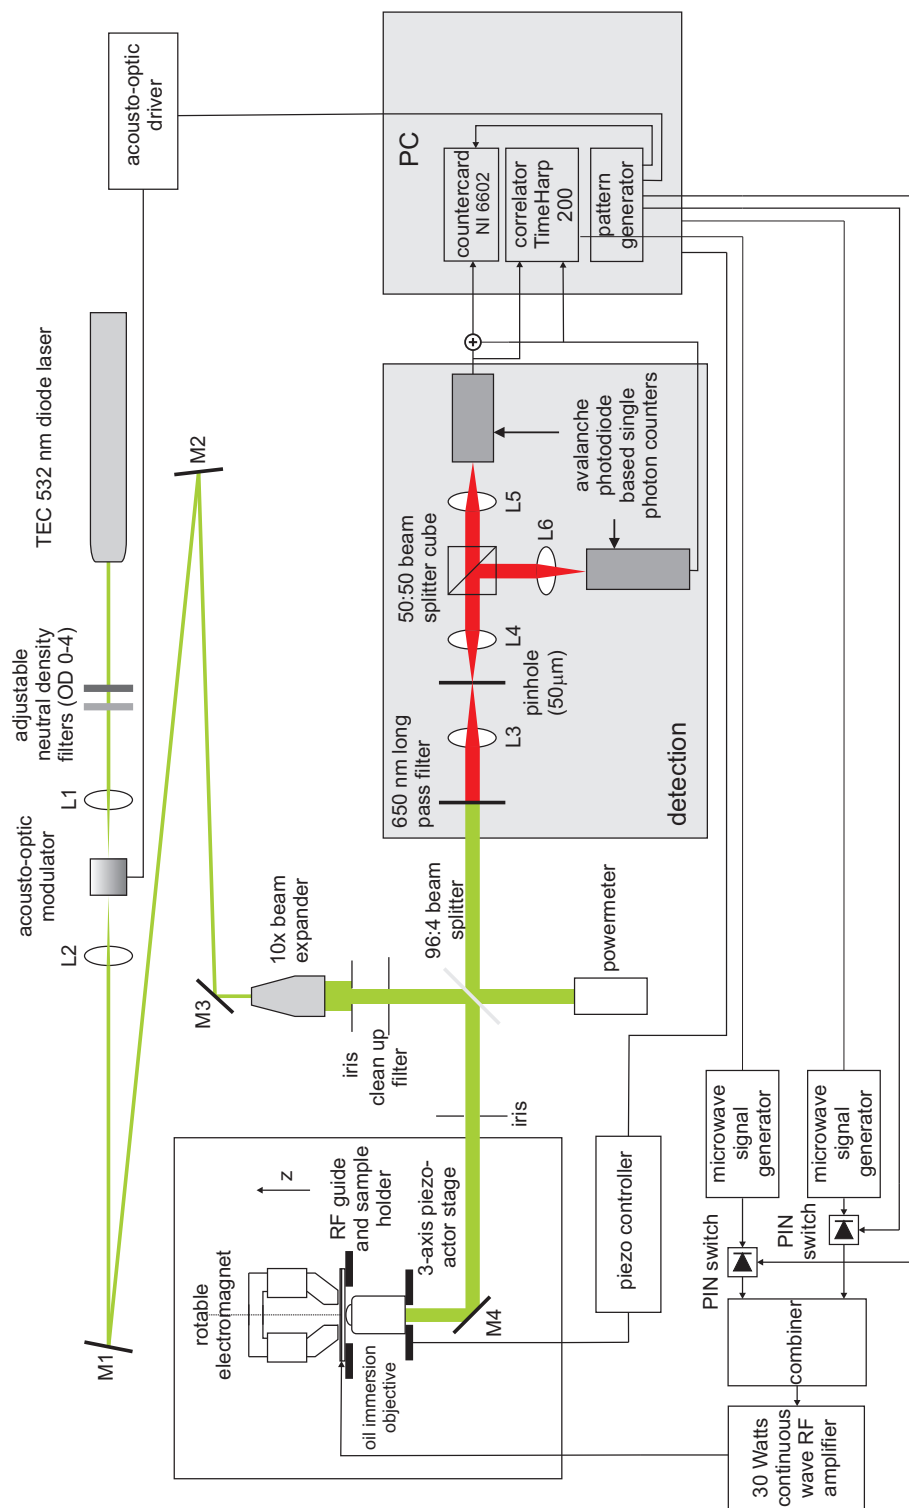 acousto-optic
driver
TEC 532 nm diode laser
adjustable
neutral density
filters (OD 0-4)
L1
acousto-optic
modulator
L2
M1
M2
M3
10x beam
expander
iris
clean up
filter
96:4 beam
splitter
powermeter
iris
PC
countercard
NI 6602
correlator
TimeHarp
200
pattern
generator
avalanche
photodiode
based single
photon counters
L5
L6
50:50 beam
splitter cube
L4
pinhole
(50µm)
L3
650 nm long
pass filter
detection
rotable
electromagnet
z
RF guide
and sample
holder
3-axis piezo-
actor stage
oil immersion
objective
M4
piezo controller
microwave
signal
generator
microwave
signal
generator
PIN switch
PIN
switch
combiner
30 Watts
continuous
wave RF
amplifier